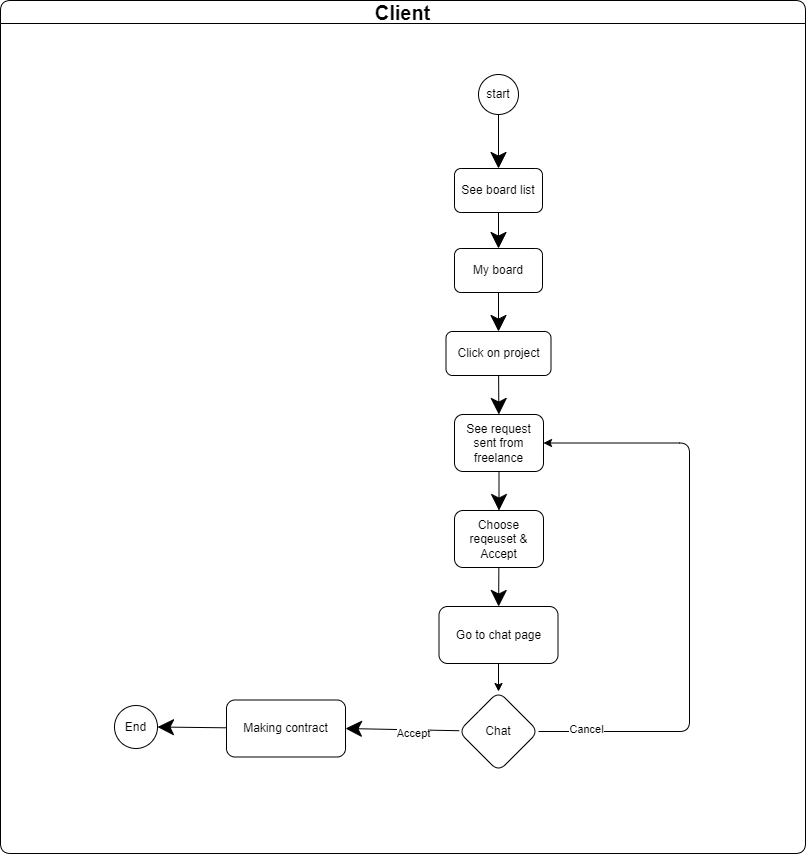 Client
start
See board list
My board
Click on project
See request
sent from
freelance
Choose
reqeuset &
Accept
Go to chat page
Chat
Cancel
Accept
Making contract
End